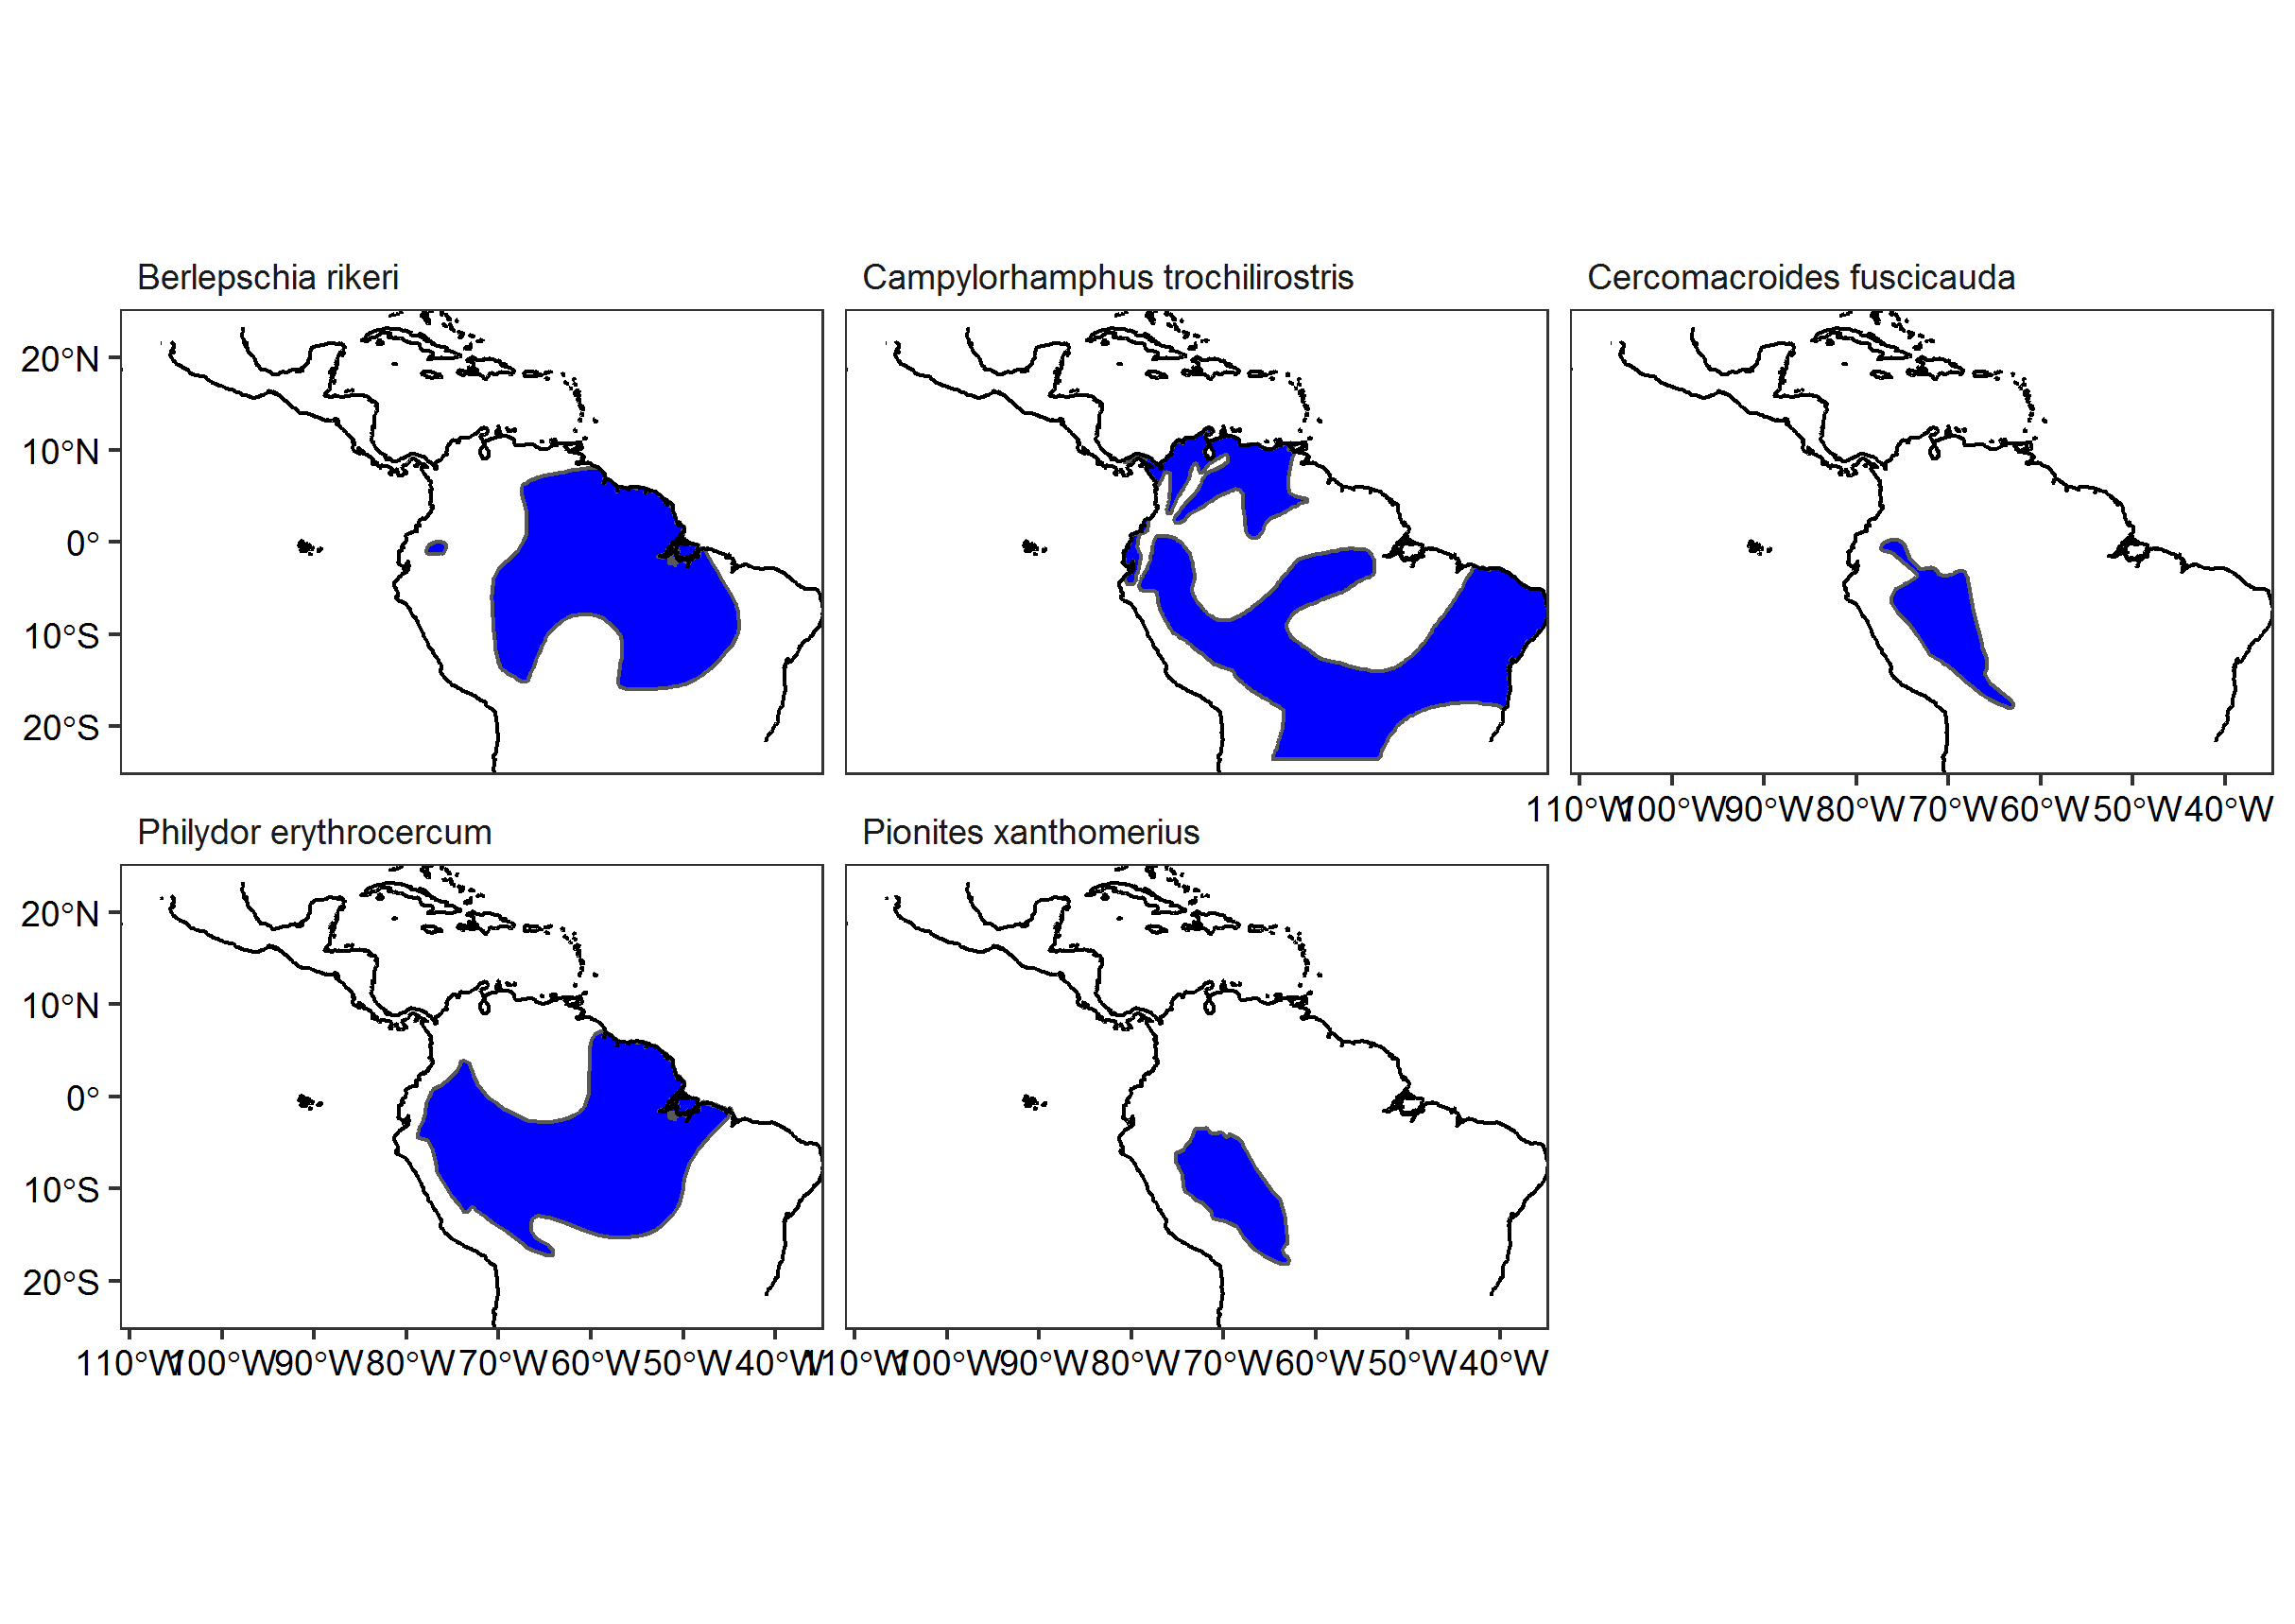 Berlepschia rikeri
Campylorhamphus trochilirostris
Cercomacroides fuscicauda
20°N
10°N
0°
10°S
20°S
110°W 100°W 90°W 80°W 70°W 60°W 50°W 40°W
Philydor erythrocercum
Pionites xanthomerius
20°N
10°N
0°
10°S
20°S
110°W 100°W 90°W 80°W 70°W 60°W 50°W 40°W
110°W 100°W 90°W 80°W 70°W 60°W 50°W 40°W